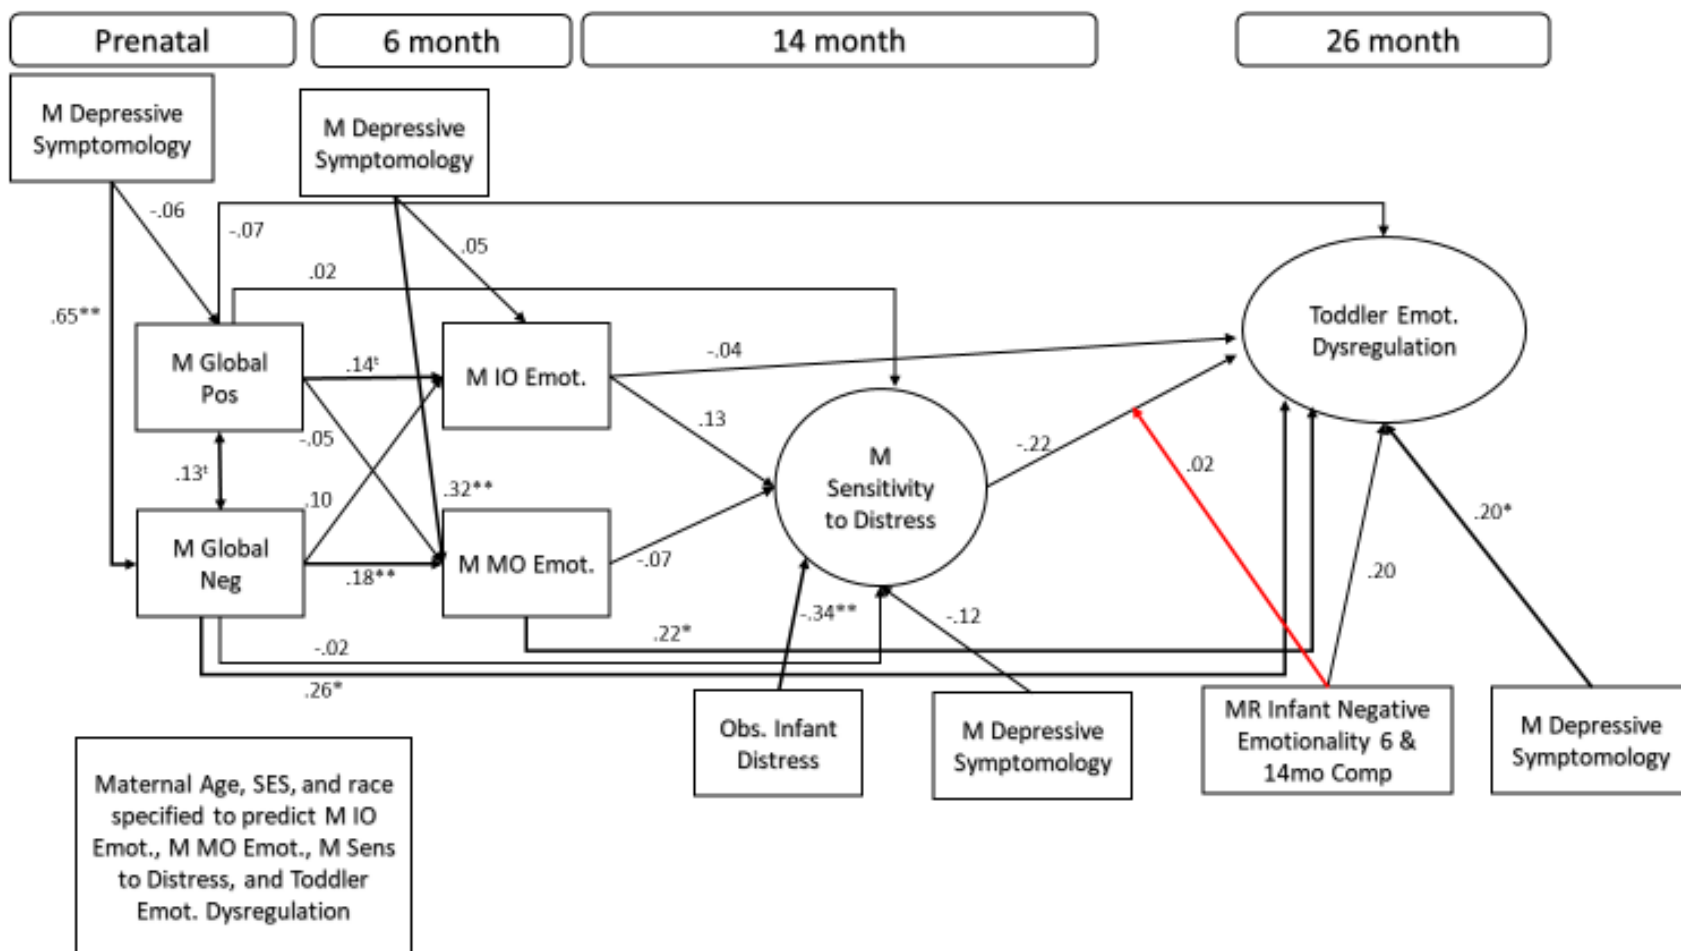 Prenatal
6 month
14 month
26 month
M Depressive
Symptomology
M Depressive
Symptomology
-.06
-.07
.05
.02
.65**
M Global
Pos
.14ᵗ
M IO Emot.
-.04
Toddler Emot.
Dysregulation
-.05
.13
M
Sensitivity
to Distress
-.22
.02
.13ᵗ
.10
.32**
.20*
M Global
Neg
.18**
M MO Emot.
-.07
.20
-.34**
-.12
.22*
-.02
.26*
Obs. Infant
Distress
M Depressive
Symptomology
MR Infant Negative
Emotionality 6 &
14mo Comp
M Depressive
Symptomology
Maternal Age, SES, and race
specified to predict M IO
Emot., M MO Emot., M Sens
to Distress, and Toddler
Emot. Dysregulation